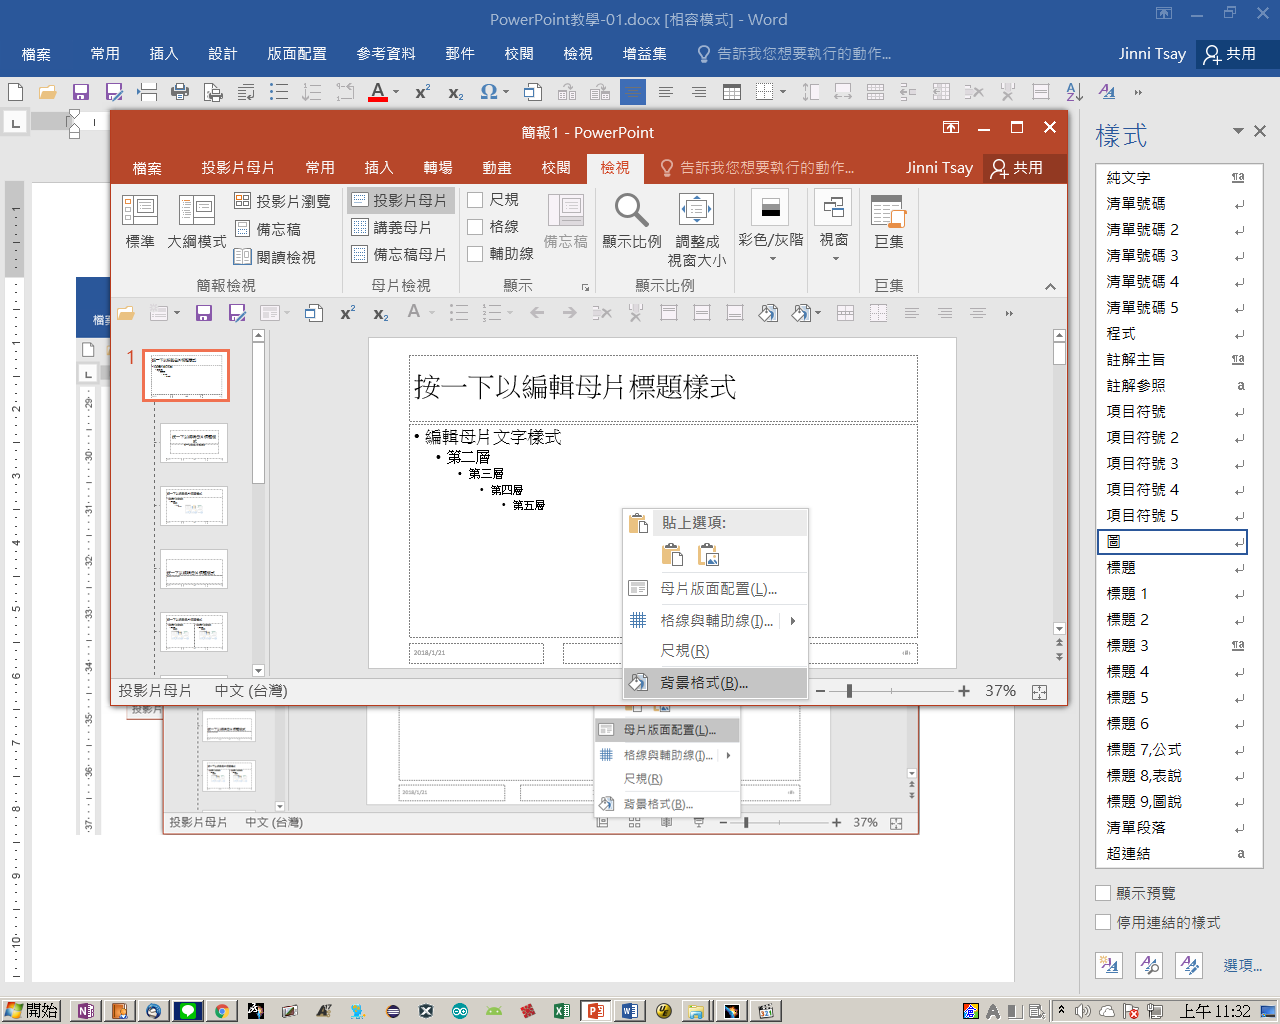 PowerPoint教學-01.docx [相容模式] - Word
檔案 常用 插入 設計 版面配置 參考資料 郵件 校閱 檢視 增益集 告訴我您想要執行的動作... Jinni Tsay 共用
簡報1 - PowerPoint
檔案 投影片母片 常用 插入 轉場 動畫 校閱 檢視 告訴我您想要執行的動作... Jinni Tsay 共用
標準
大綱模式
投影片瀏覽
備忘稿
閱讀檢視
簡報檢視
投影片母片
講義母片
備忘稿母片
母片檢視
尺規
格線
輔助線
備忘稿
顯示
顯示比例
調整成
視窗大小
顯示比例
彩色/灰階
視窗
巨集
巨集
1
按一下以編輯母片標題樣式
• 編輯母片文字樣式
• 第二層
• 第三層
• 第四層
• 第五層
2018/1/21
貼上選項:
母片版面配置(L)...
格線與輔助線(I)...
尺規(R)
背景格式(B)...
投影片母片 中文 (台灣) 37%
母片版面配置(L)...
格線與輔助線(I)...
尺規(R)
背景格式(B)...
2018/1/21
投影片母片 中文 (台灣) 37%
樣式
純文字
清單號碼
清單號碼 2
清單號碼 3
清單號碼 4
清單號碼 5
程式
註解主旨
註解參照
項目符號
項目符號 2
項目符號 3
項目符號 4
項目符號 5
圖
標題
標題 1
標題 2
標題 3
標題 4
標題 5
標題 6
標題 7,公式
標題 8,表說
標題 9,圖說
清單段落
超連結
顯示預覽
停用連結的樣式
選項...
開始
上午 11:32